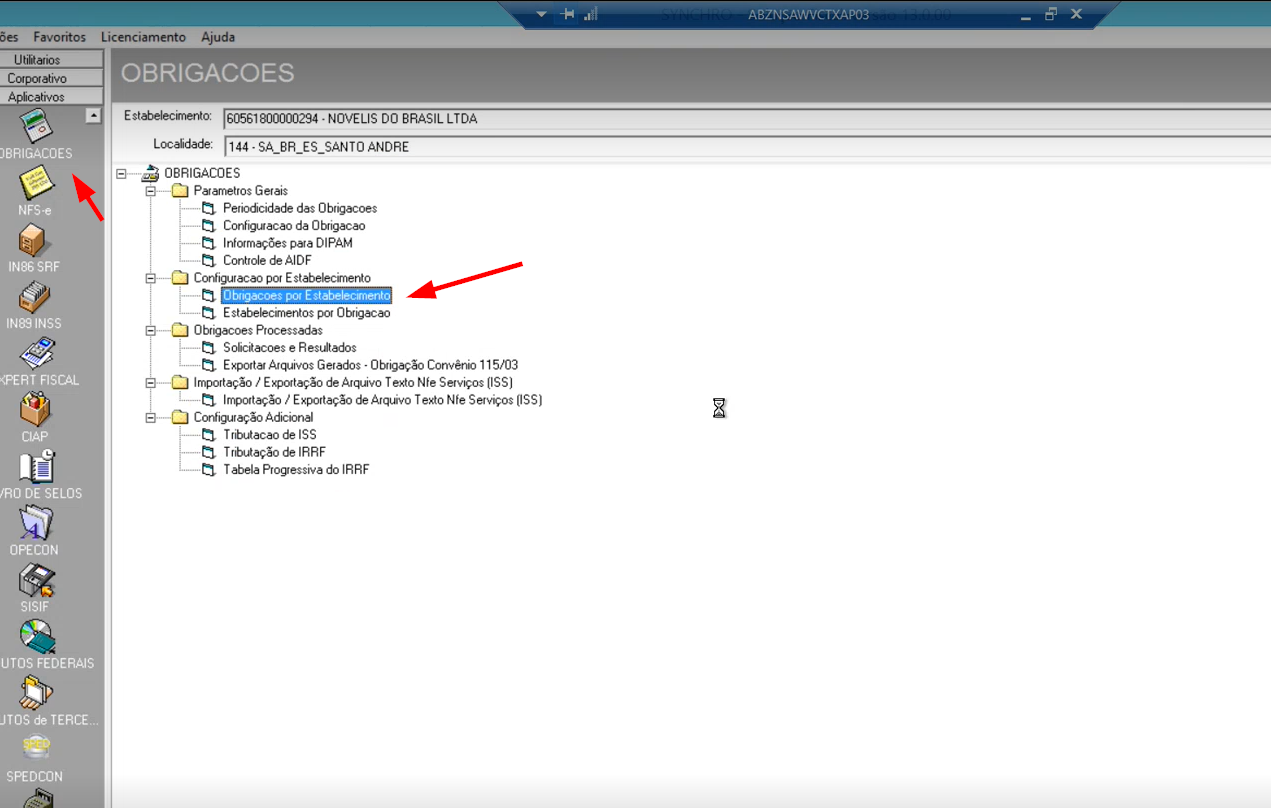 ABZNSAWVCTXAP03
ões Favoritos Licenciamento Ajuda
Utilitarios
Corporativo
Aplicativos
OBRIGACOES
NFS-e
IN86 SRF
IN89 INSS
XPERT FISCAL
CIAP
VRO DE SELOS
OPECON
SISIF
UTOS FEDERAIS
UTOS de TERCE...
SPED
SPEDCON
OBRIGACOES
Estabelecimento: 60561800000294 - NOVELIS DO BRASIL LTDA
Localidade: 144 - SA_BR_ES_SANTO ANDRE
OBRIGACOES
Parametros Gerais
Periodicidade das Obrigacoes
Configuracao da Obrigacao
Informações para DIPAM
Controle de AIDF
Configuracao por Estabelecimento
Obrigacoes por Estabelecimento
Estabelecimentos por Obrigacao
Obrigacoes Processadas
Solicitacoes e Resultados
Exportar Arquivos Gerados - Obrigação Convênio 115/03
Importação / Exportação de Arquivo Texto Nfe Serviços (ISS)
Importação / Exportação de Arquivo Texto Nfe Serviços (ISS)
Configuração Adicional
Tributacao de ISS
Tributação de IRRF
Tabela Progressiva do IRRF